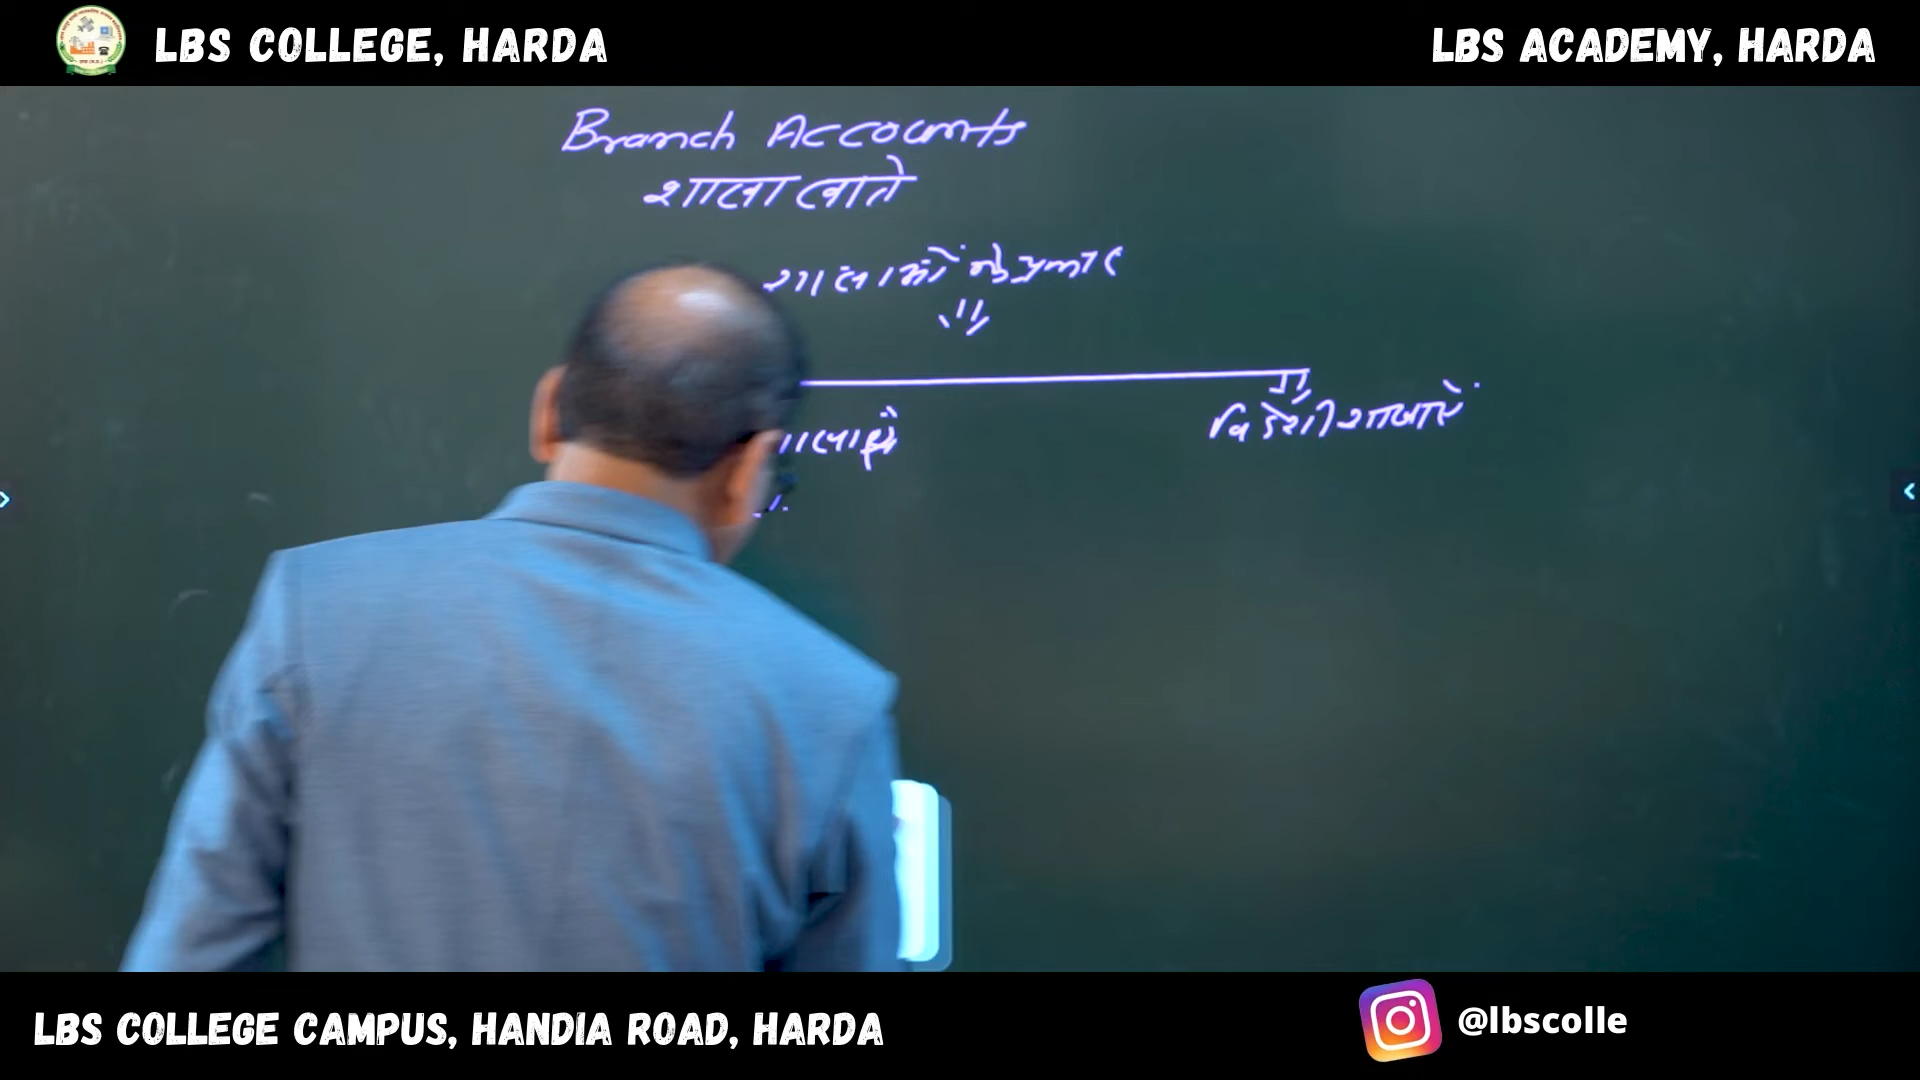 LBS COLLEGE, HARDA
LBS ACADEMY, HARDA
Branch Accounts
शाखा खाते
शाखाओं के प्रकार
विदेशी शाखाएं
LBS COLLEGE CAMPUS, HANDIA ROAD, HARDA
@lbscolle